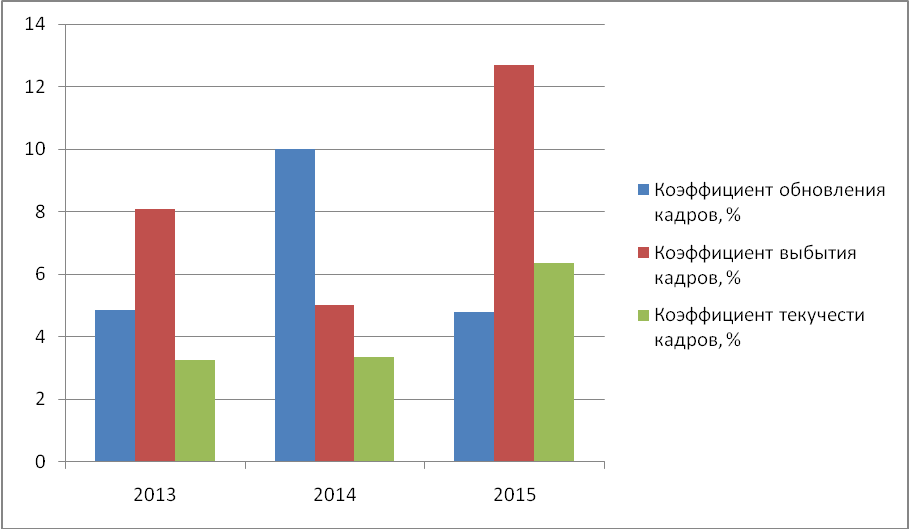 14
12
10
8
6
4
2
0
2013
2014
2015
Коэффициент обновления
кадров, %
Коэффициент выбытия
кадров, %
Коэффициент текучести
кадров, %